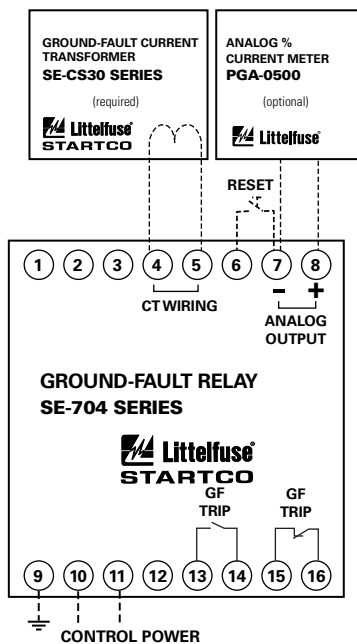 GROUND-FAULT CURRENT
TRANSFORMER
SE-CS30 SERIES
(required)
Littelfuse®
STARTCO
ANALOG %
CURRENT METER
PGA-0500
(optional)
Littelfuse®
RESET
1 2 3 4 5 6 7 8
CT WIRING
- +
ANALOG
OUTPUT
GROUND-FAULT RELAY
SE-704 SERIES
Littelfuse®
STARTCO
GF
TRIP
GF
TRIP
9 10 11 12 13 14 15 16
CONTROL POWER